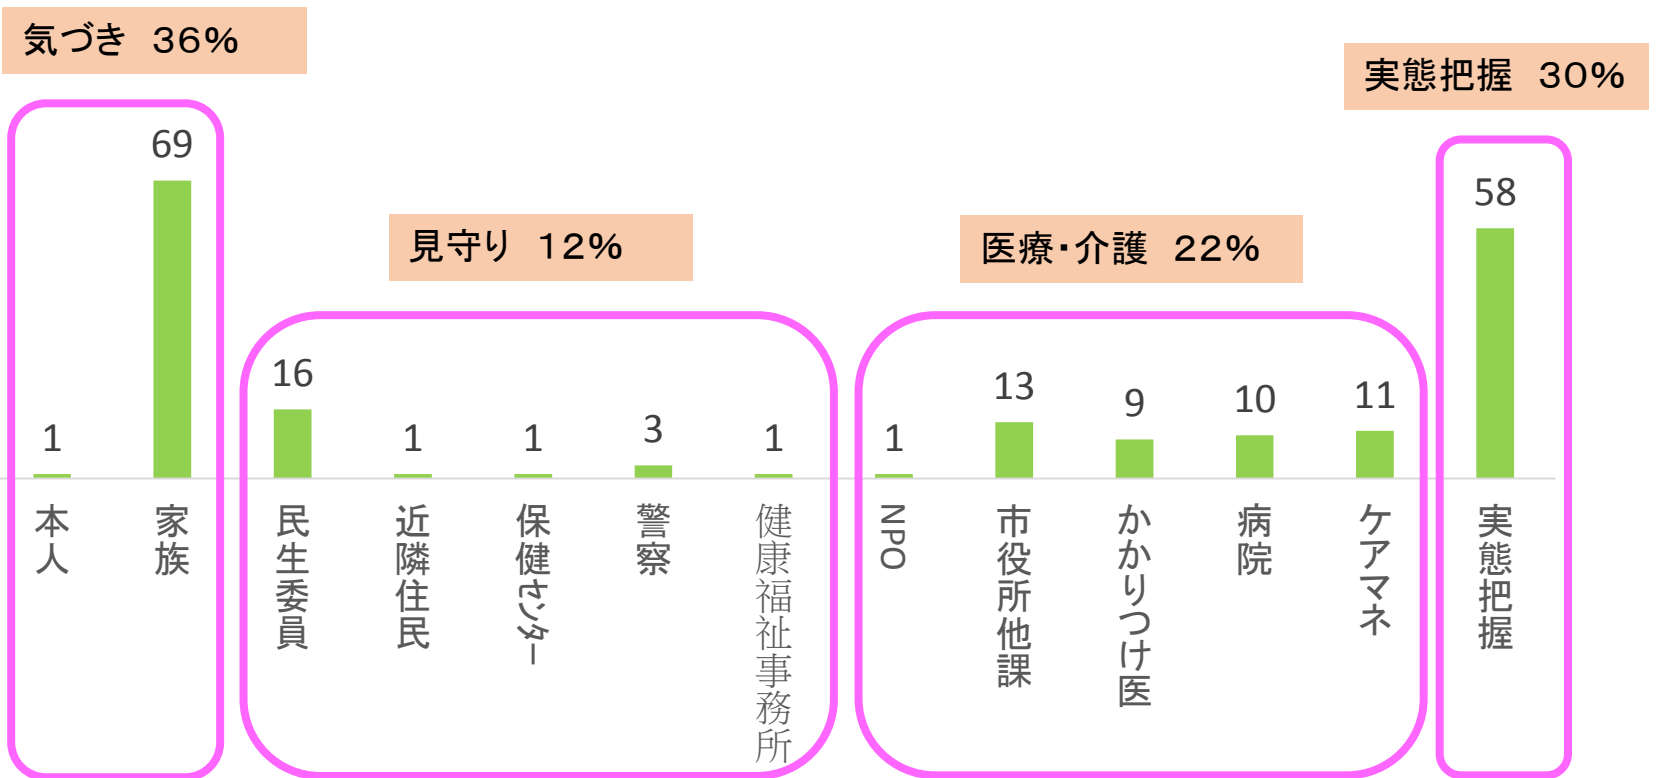 気づき 36%
実態把握 30%
見守り 12%
医療・介護 22%
69
58
16
13
11
10
9
3
1
1
1
1
1
本人
家族
民生委員
近隣住民
保健センター
警察
健康福祉事務所
NPO
市役所他課
かかりつけ医
病院
ケアマネ
実態把握